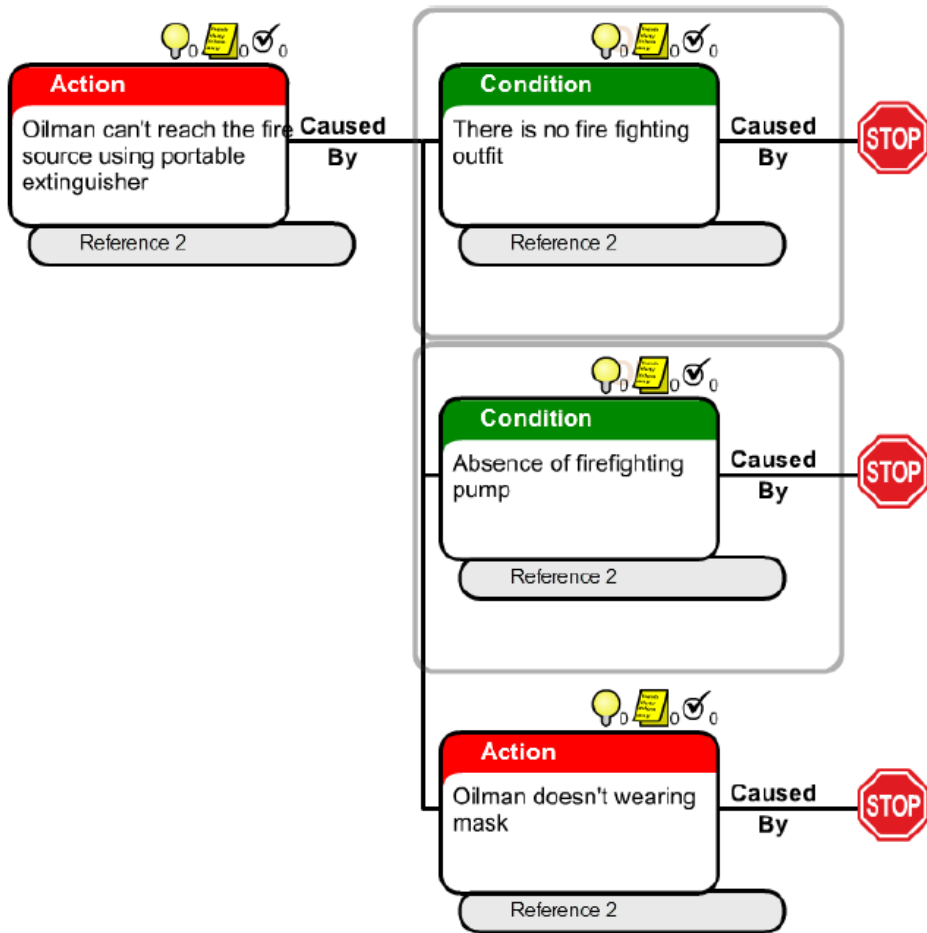 0 0 0
Action
Oilman can't reach the fire
source using portable
extinguisher
Caused
By
Reference 2
0 0 0
Condition
There is no fire fighting
outfit
Caused
By
STOP
Reference 2
0 0 0
Condition
Absence of firefighting
pump
Caused
By
STOP
Reference 2
0 0 0
Action
Oilman doesn't wearing
mask
Caused
By
STOP
Reference 2